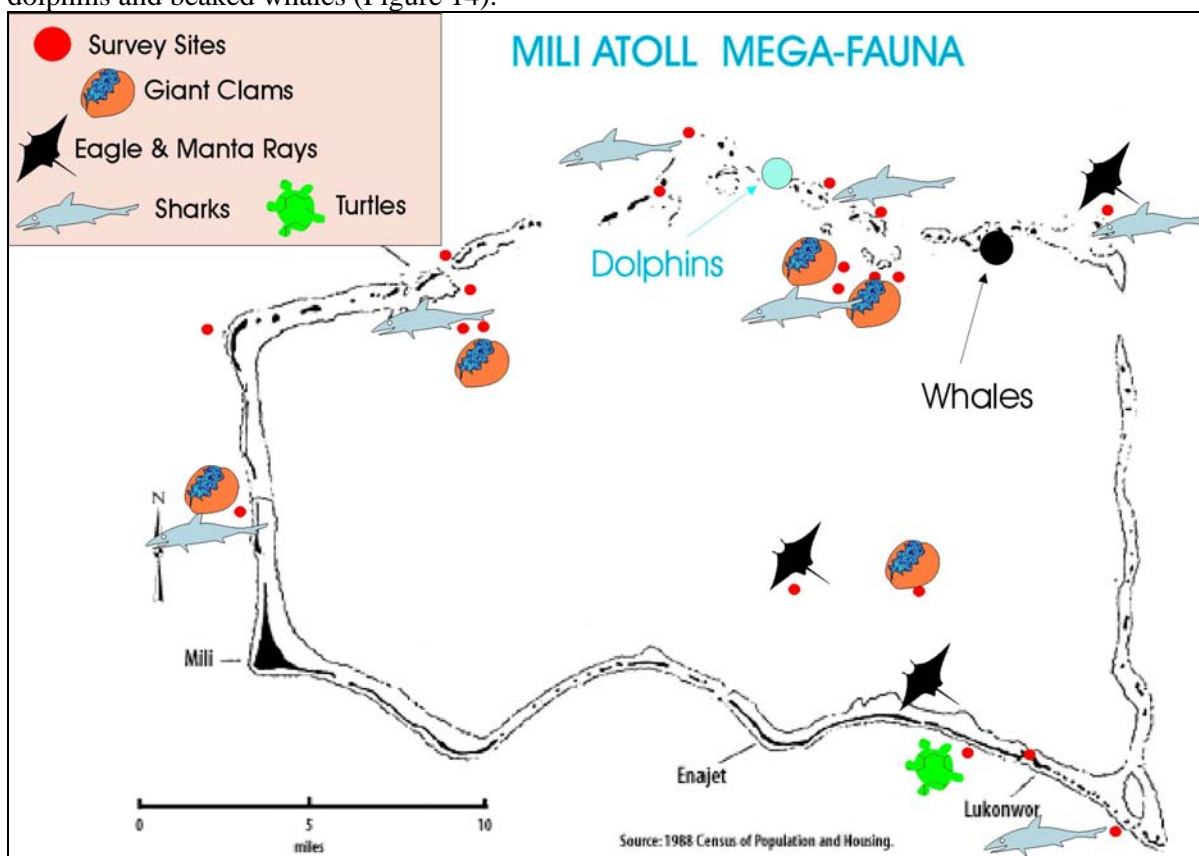 dolphins and beaked whales (Figure 14).
Survey Sites
MILI ATOLL MEGA-FAUNA
Giant Clams
Eagle & Manta Rays
Sharks
Turtles
Dolphins
Whales
N
Mili
Enajet
Lukonwor
0 5 10
miles
Source: 1988 Census of Population and Housing.